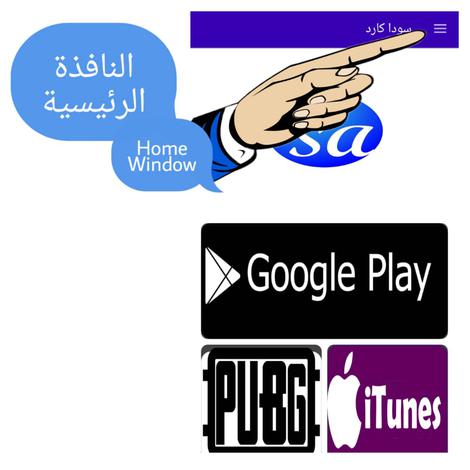 سودا كارد
النافذة
الرئيسية
Home
Window
sa
Google Play
PUBG
iTunes